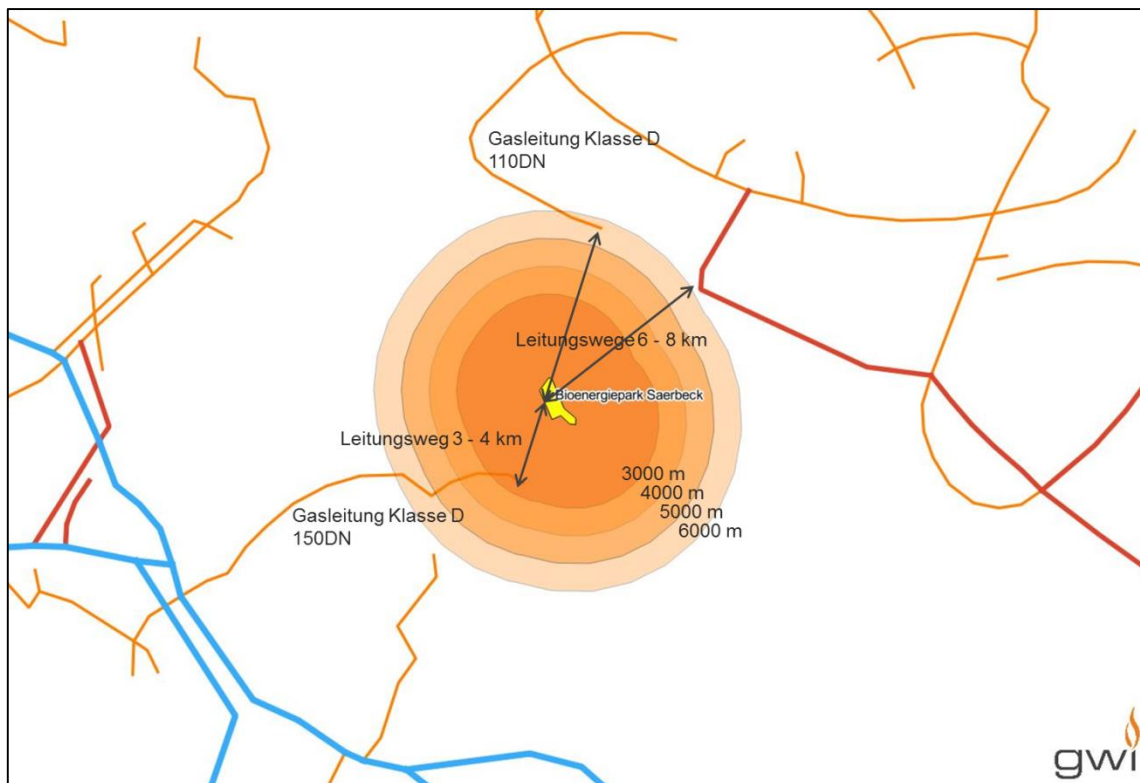 Gasleitung Klasse D
110DN
Leitungswege 6 - 8 km
Bioenergiepark Saerbeck
Leitungsweg 3 - 4 km
3000 m
4000 m
5000 m
6000 m
Gasleitung Klasse D
150DN
gwi